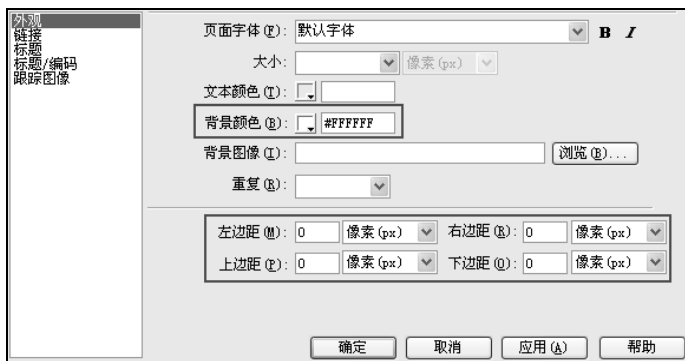 外观
链接
标题
标题/编码
跟踪图像
页面字体(F): 默认字体 B I
大小: 像素(px)
文本颜色(T):
背景颜色(B): #FFFFFF
背景图像(I): 浏览(B)...
重复(R):
左边距(M): 0 像素(px) 右边距(R): 0 像素(px)
上边距(P): 0 像素(px) 下边距(O): 0 像素(px)
确定 取消 应用(A) 帮助